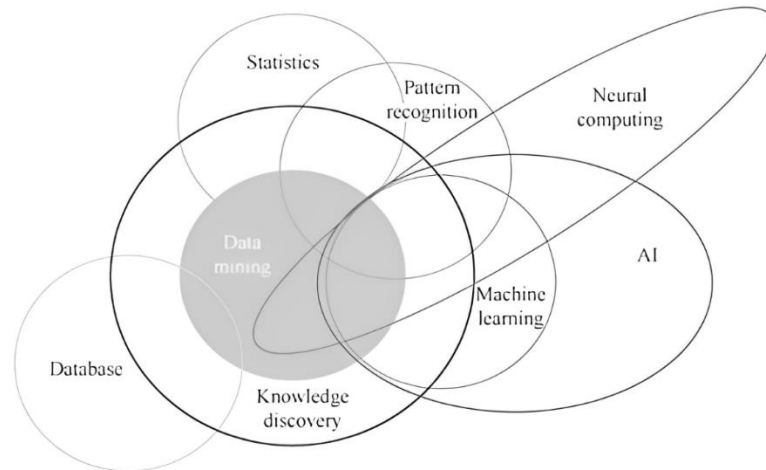 Statistics
Pattern
recognition
Neural
computing
Data
mining
AI
Machine
learning
Database
Knowledge
discovery